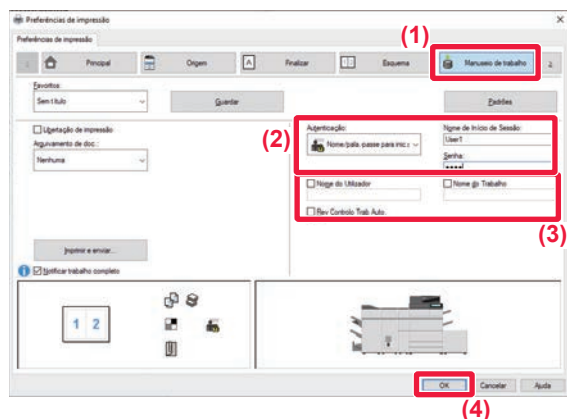 Preferências de impressão
Preferências de impressão
(1)
Principal
Origem
Finalizar
Esquema
Manuseio de trabalho
Favoritos:
Sem título
Guardar
Padrões
(2)
Libertação de impressão
Arquivamento de doc.:
Nenhuma
Autenticação:
Nome/pala.-passe para inic.s
Nome de Início de Sessão:
User1
Senha:
••••
Nome do Utilizador
Nome do Trabalho
Rev Controlo Trab Auto.
(3)
Imprimir e enviar...
Notificar trabalho completo
1 2
OK
Cancelar
Ajuda
(4)